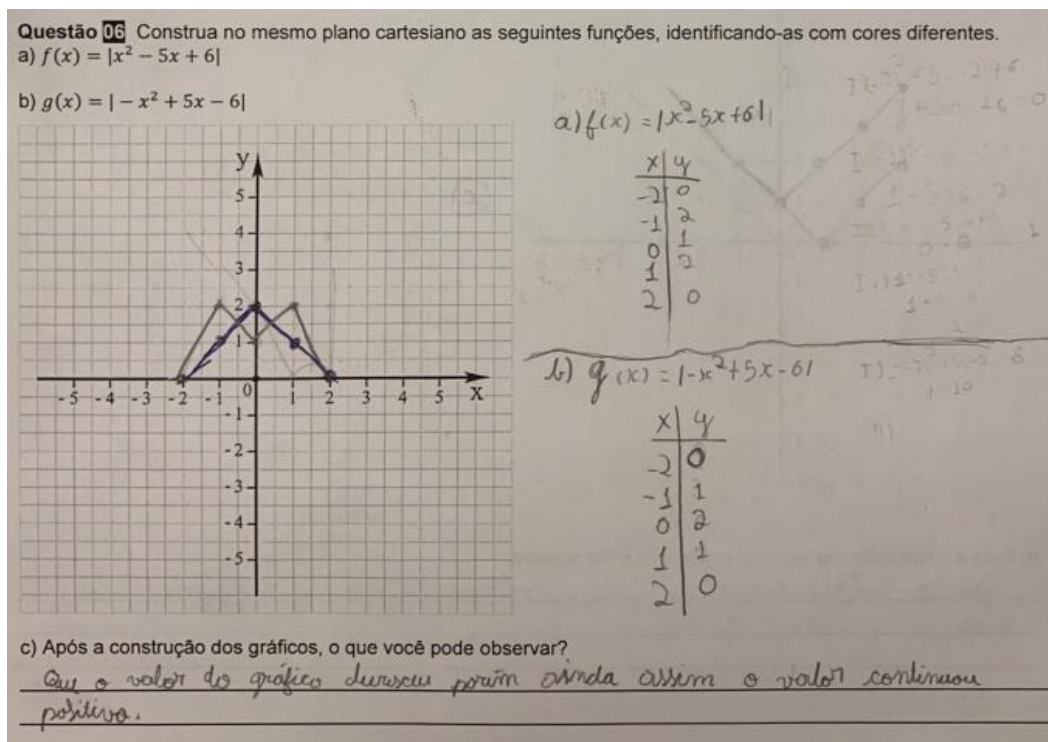 Questão 06 Construa no mesmo plano cartesiano as seguintes funções, identificando-as com cores diferentes.
a) f(x) = |x² − 5x + 6|
b) g(x) = | − x² + 5x − 6|
a) f(x) = |x² - 5x + 6|
x | y
-2 | 0
-1 | 2
0 | 1
1 | 2
2 | 0
b) g(x) = |-x² + 5x - 6|
x | y
-2 | 0
-1 | 1
0 | 2
1 | 1
2 | 0
y
5
4
3
2
1
-5 -4 -3 -2 -1 0 1 2 3 4 5 x
-1
-2
-3
-4
-5
c) Após a construção dos gráficos, o que você pode observar?
Que o valor do gráfico porém ainda assim o valor continuou
positivo.